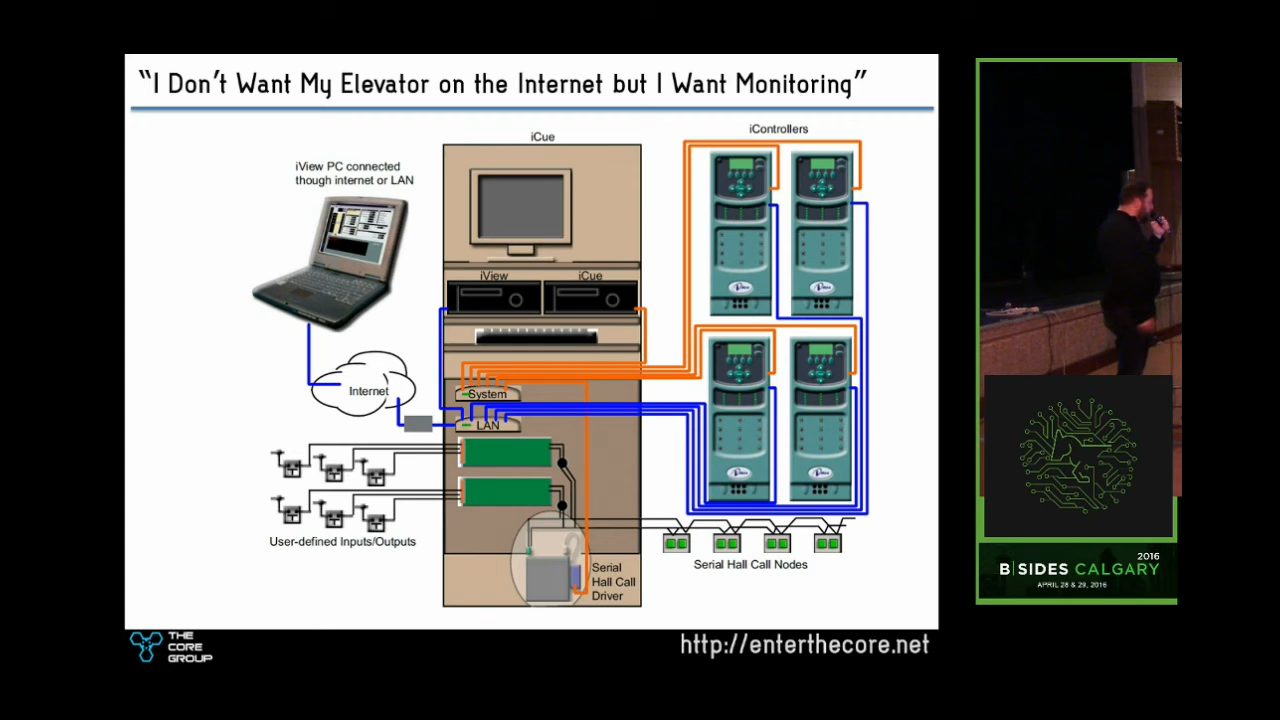 “I Don’t Want My Elevator on the Internet but I Want Monitoring”
iCue
iControllers
iView PC connected
though internet or LAN
iView
iCue
Internet
System
LAN
User-defined Inputs/Outputs
Serial
Hall Call
Driver
Serial Hall Call Nodes
THE
CORE
GROUP
http://enterthecore.net
2016
B|SIDES CALGARY
APRIL 28 & 29, 2016